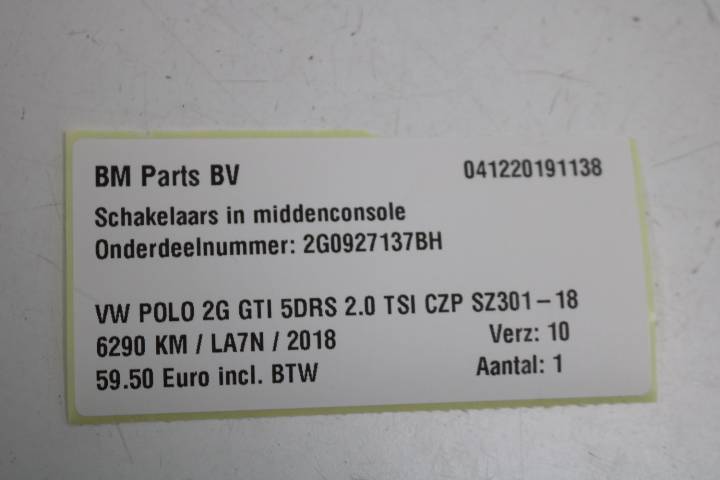 BM Parts BV 041220191138
Schakelaars in middenconsole
Onderdeelnummer: 2G0927137BH
VW POLO 2G GTI 5DRS 2.0 TSI CZP SZ301-18
6290 KM / LA7N / 2018 Verz: 10
59.50 Euro incl. BTW Aantal: 1